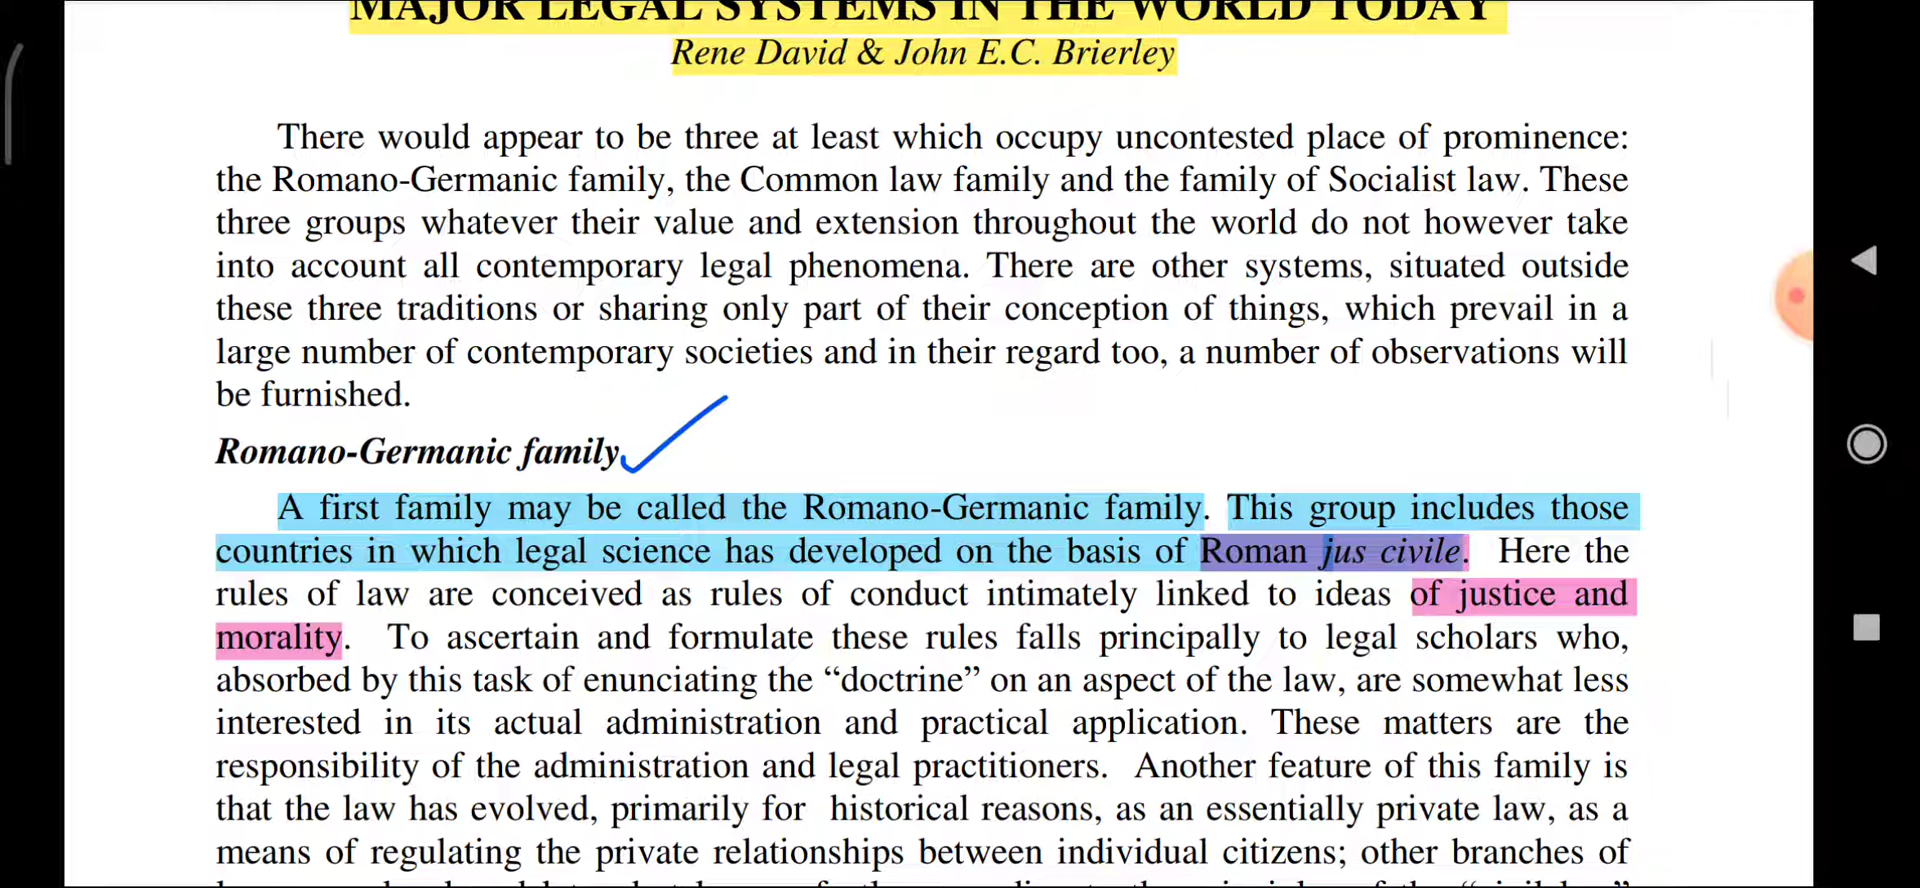 MAJOR LEGAL SYSTEMS IN THE WORLD TODAY
Rene David & John E.C. Brierley
There would appear to be three at least which occupy uncontested place of prominence:
the Romano-Germanic family, the Common law family and the family of Socialist law. These
three groups whatever their value and extension throughout the world do not however take
into account all contemporary legal phenomena. There are other systems, situated outside
these three traditions or sharing only part of their conception of things, which prevail in a
large number of contemporary societies and in their regard too, a number of observations will
be furnished.
Romano-Germanic family
A first family may be called the Romano-Germanic family. This group includes those
countries in which legal science has developed on the basis of Roman jus civile. Here the
rules of law are conceived as rules of conduct intimately linked to ideas of justice and
morality. To ascertain and formulate these rules falls principally to legal scholars who,
absorbed by this task of enunciating the “doctrine” on an aspect of the law, are somewhat less
interested in its actual administration and practical application. These matters are the
responsibility of the administration and legal practitioners. Another feature of this family is
that the law has evolved, primarily for historical reasons, as an essentially private law, as a
means of regulating the private relationships between individual citizens; other branches of